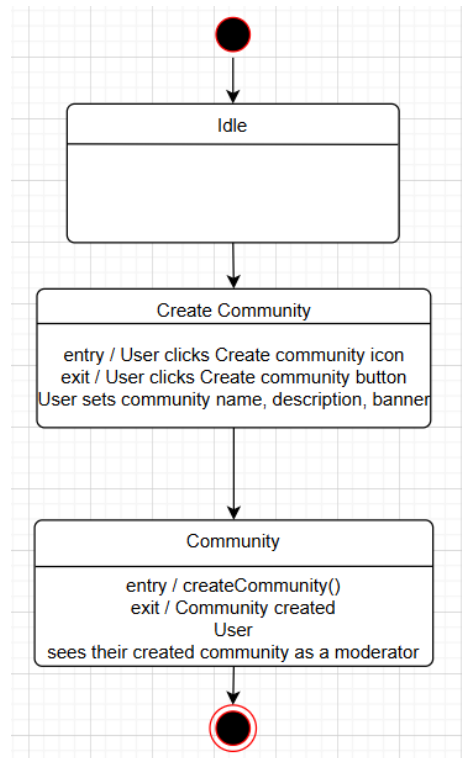 Idle
Create Community
entry / User clicks Create community icon
exit / User clicks Create community button
User sets community name, description, banner
Community
entry / createCommunity()
exit / Community created
User
sees their created community as a moderator